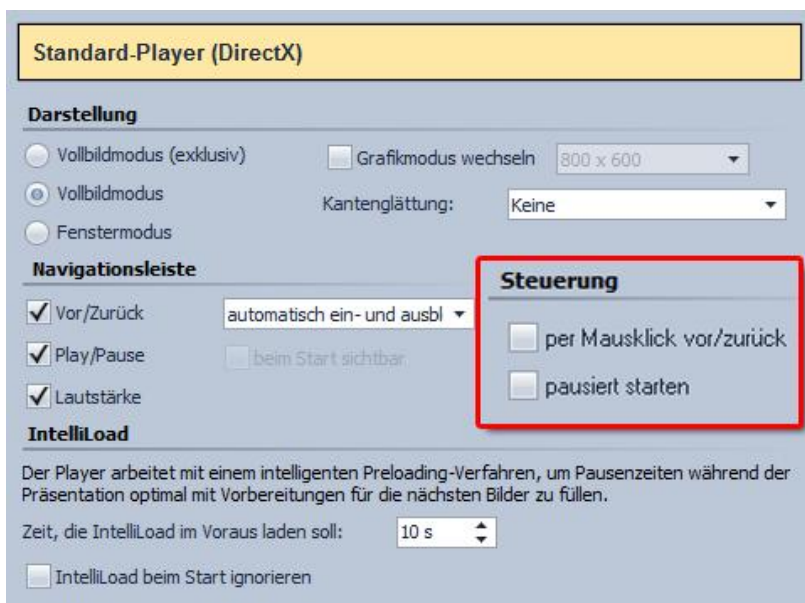 Standard-Player (DirectX)
Darstellung
Vollbildmodus (exklusiv)
Grafikmodus wechseln
800 x 600
Vollbildmodus
Kantenglättung:
Keine
Fenstermodus
Navigationsleiste
Vor/Zurück
automatisch ein- und ausbl
Play/Pause
beim Start sichtbar
Lautstärke
Steuerung
per Mausklick vor/zurück
pausiert starten
IntelliLoad
Der Player arbeitet mit einem intelligenten Preloading-Verfahren, um Pausenzeiten während der
Präsentation optimal mit Vorbereitungen für die nächsten Bilder zu füllen.
Zeit, die IntelliLoad im Voraus laden soll:
10 s
IntelliLoad beim Start ignorieren